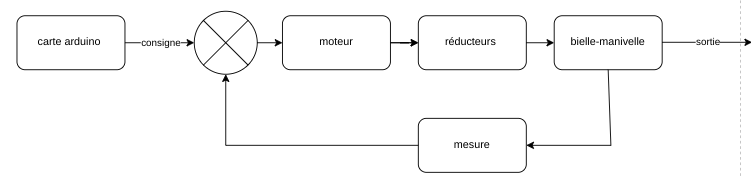 carte arduino
consigne
moteur
réducteurs
bielle-manivelle
sortie
mesure